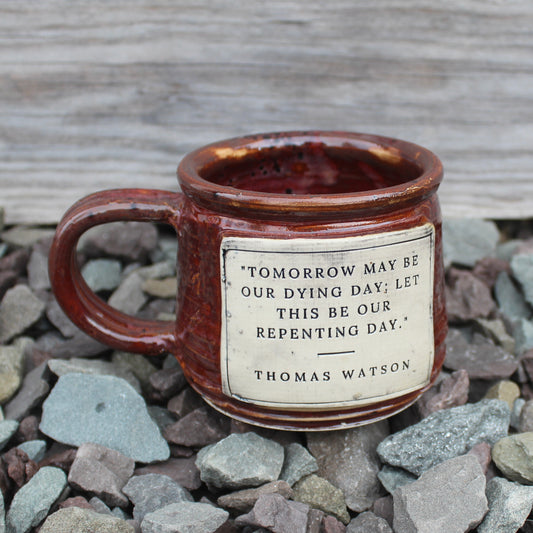 "TOMORROW MAY BE
OUR DYING DAY; LET
THIS BE OUR
REPENTING DAY."
—
THOMAS WATSON